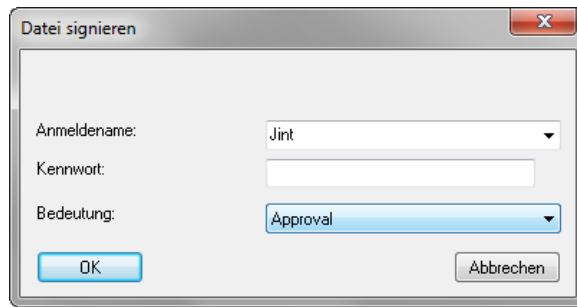 Datei signieren
Anmeldename:
Jint
Kennwort:
Bedeutung:
Approval
OK
Abbrechen